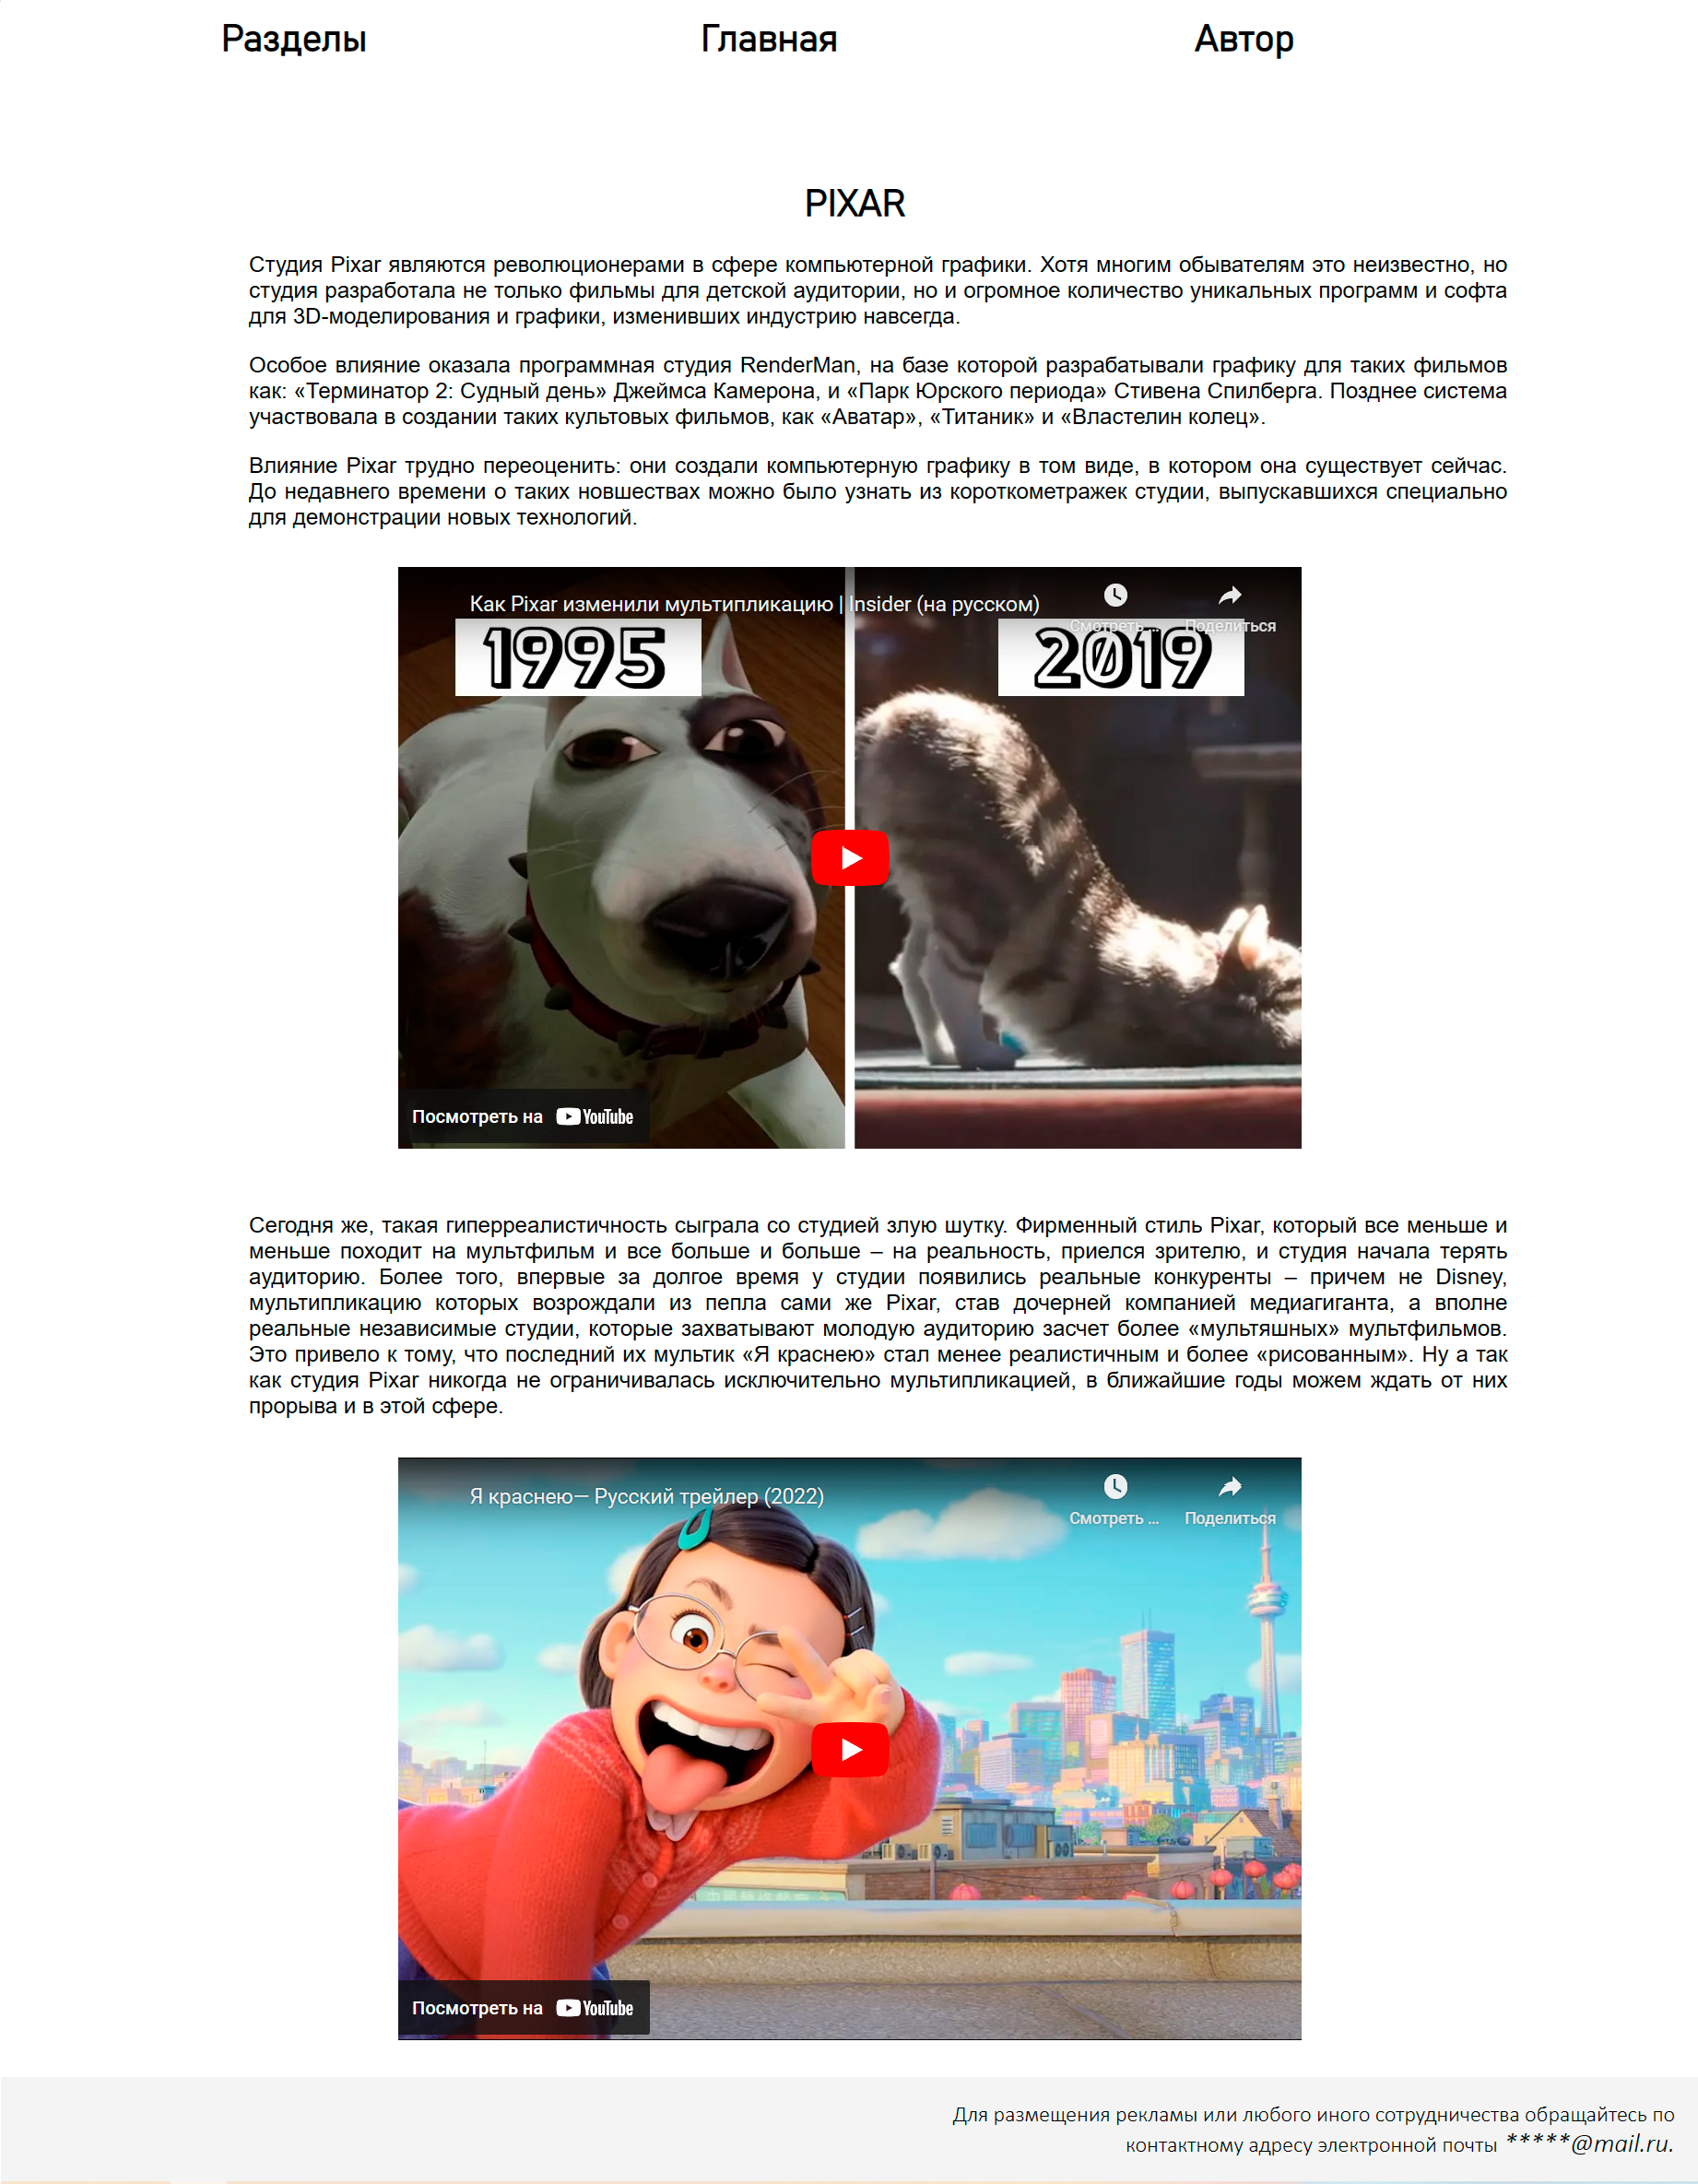 Разделы Главная Автор
PIXAR
Студия Pixar являются революционерами в сфере компьютерной графики. Хотя многим обывателям это неизвестно, но
студия разработала не только фильмы для детской аудитории, но и огромное количество уникальных программ и софта
для 3D-моделирования и графики, изменивших индустрию навсегда.
Особое влияние оказала программная студия RenderMan, на базе которой разрабатывали графику для таких фильмов
как: «Терминатор 2: Судный день» Джеймса Камерона, и «Парк Юрского периода» Стивена Спилберга. Позднее система
участвовала в создании таких культовых фильмов, как «Аватар», «Титаник» и «Властелин колец».
Влияние Pixar трудно переоценить: они создали компьютерную графику в том виде, в котором она существует сейчас.
До недавнего времени о таких новшествах можно было узнать из короткометражек студии, выпускавшихся специально
для демонстрации новых технологий.
Как Pixar изменили мультипликацию | Insider (на русском)
Смотреть ... Поделиться
1995 2019
Посмотреть на YouTube
Сегодня же, такая гиперреалистичность сыграла со студией злую шутку. Фирменный стиль Pixar, который все меньше и
меньше походит на мультфильм и все больше и больше – на реальность, приелся зрителю, и студия начала терять
аудиторию. Более того, впервые за долгое время у студии появились реальные конкуренты – причем не Disney,
мультипликацию которых возрождали из пепла сами же Pixar, став дочерней компанией медиагиганта, а вполне
реальные независимые студии, которые захватывают молодую аудиторию засчет более «мультяшных» мультфильмов.
Это привело к тому, что последний их мультик «Я краснею» стал менее реалистичным и более «рисованным». Ну а так
как студия Pixar никогда не ограничивалась исключительно мультипликацией, в ближайшие годы можем ждать от них
прорыва и в этой сфере.
Я краснею— Русский трейлер (2022)
Смотреть ... Поделиться
Посмотреть на YouTube
Для размещения рекламы или любого иного сотрудничества обращайтесь по
контактному адресу электронной почты *****@mail.ru.